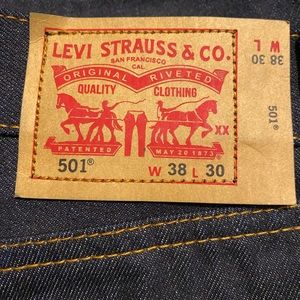 LEVI STRAUSS & CO.
SAN FRANCISCO
CAL.
ORIGINAL RIVETED
QUALITY CLOTHING
XX
PATENTED MAY 20 1873
501® W 38 L 30
W L
38 30
501®